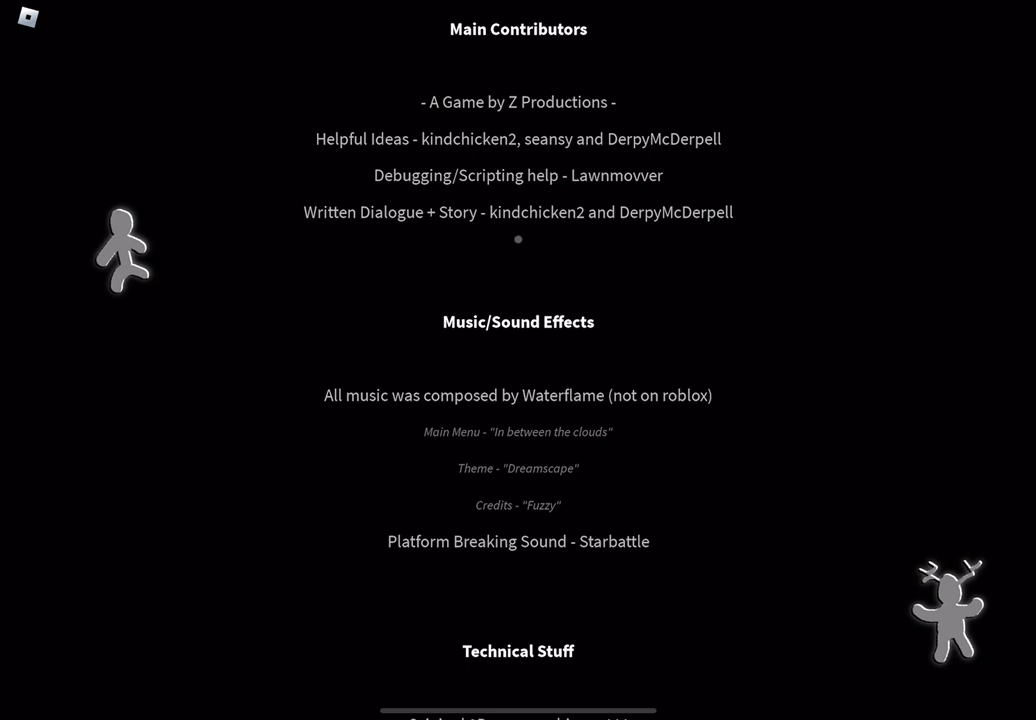 Main Contributors
- A Game by Z Productions -
Helpful Ideas - kindchicken2, seansy and DerpyMcDerpell
Debugging/Scripting help - Lawnmovver
Written Dialogue + Story - kindchicken2 and DerpyMcDerpell
Music/Sound Effects
All music was composed by Waterflame (not on roblox)
Main Menu - "In between the clouds"
Theme - "Dreamscape"
Credits - "Fuzzy"
Platform Breaking Sound - Starbattle
Technical Stuff